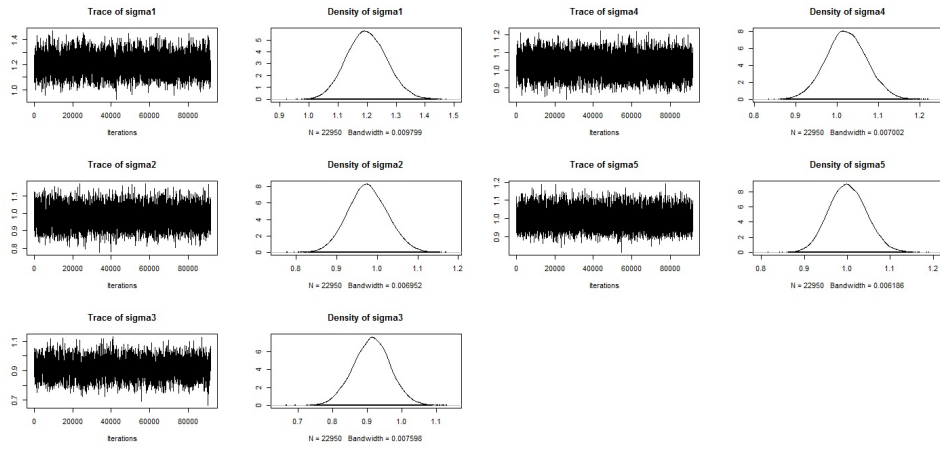 Trace of sigma1
1.0 1.2 1.4
0 20000 40000 60000 80000
Iterations
Density of sigma1
0 1 2 3 4 5
0.9 1.0 1.1 1.2 1.3 1.4 1.5
N = 22950 Bandwidth = 0.009799
Trace of sigma4
0.9 1.0 1.1 1.2
0 20000 40000 60000 80000
Iterations
Density of sigma4
0 2 4 6 8
0.8 0.9 1.0 1.1 1.2
N = 22950 Bandwidth = 0.007002
Trace of sigma2
0.8 0.9 1.0 1.1
0 20000 40000 60000 80000
Iterations
Density of sigma2
0 2 4 6 8
0.8 0.9 1.0 1.1 1.2
N = 22950 Bandwidth = 0.006952
Trace of sigma5
0.9 1.0 1.1 1.2
0 20000 40000 60000 80000
Iterations
Density of sigma5
0 2 4 6 8
0.8 0.9 1.0 1.1 1.2
N = 22950 Bandwidth = 0.006186
Trace of sigma3
0.7 0.9 1.1
0 20000 40000 60000 80000
Iterations
Density of sigma3
0 2 4 6
0.7 0.8 0.9 1.0 1.1
N = 22950 Bandwidth = 0.007598